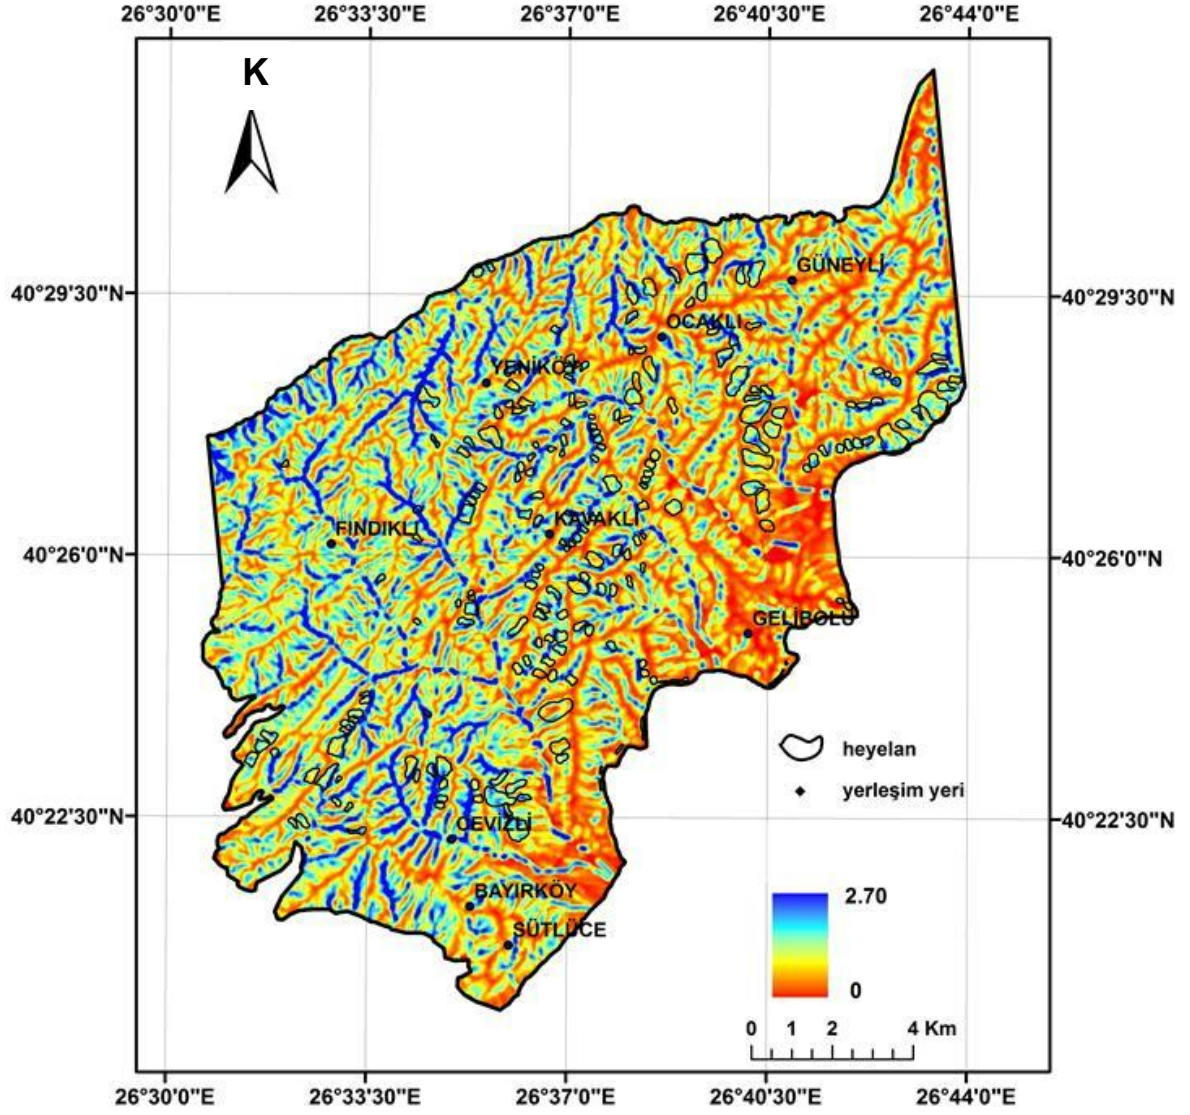 26°30'0"E 26°33'30"E 26°37'0"E 26°40'30"E 26°44'0"E
K
GÜNEYLİ
40°29'30"N 40°29'30"N
OCAKLI
YENİKÖY
KAVAKLI
FINDIKLI
40°26'0"N 40°26'0"N
GELİBOLU
heyelan
yerleşim yeri
40°22'30"N 40°22'30"N
CEVİZLİ
BAYIRKÖY
2.70
SÜTLÜCE
0
0 1 2 4 Km
26°30'0"E 26°33'30"E 26°37'0"E 26°40'30"E 26°44'0"E